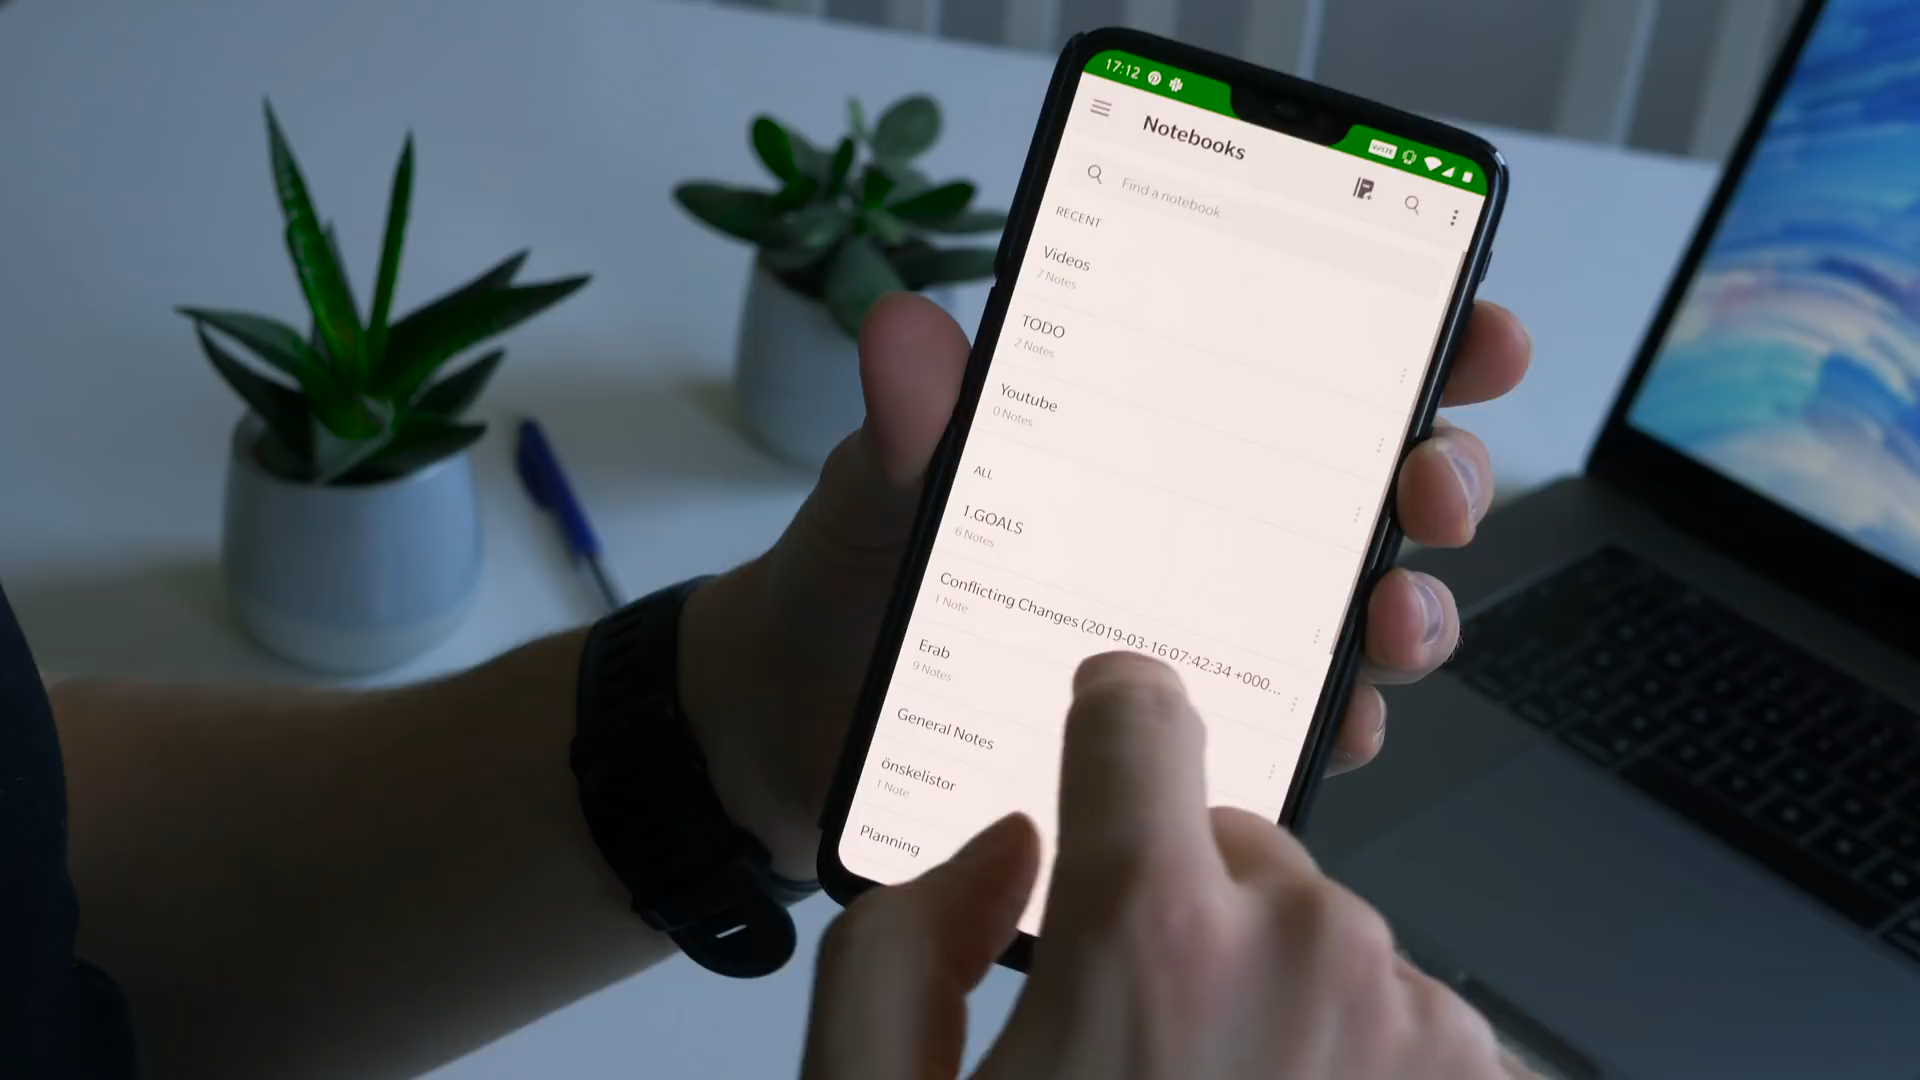 17:12
VoLTE
Notebooks
Find a notebook
RECENT
Videos
7 Notes
TODO
2 Notes
Youtube
0 Notes
ALL
1.GOALS
6 Notes
Conflicting Changes (2019-03-16 07:42:34 +000...
1 Note
Erab
9 Notes
General Notes
önskelistor
1 Note
Planning